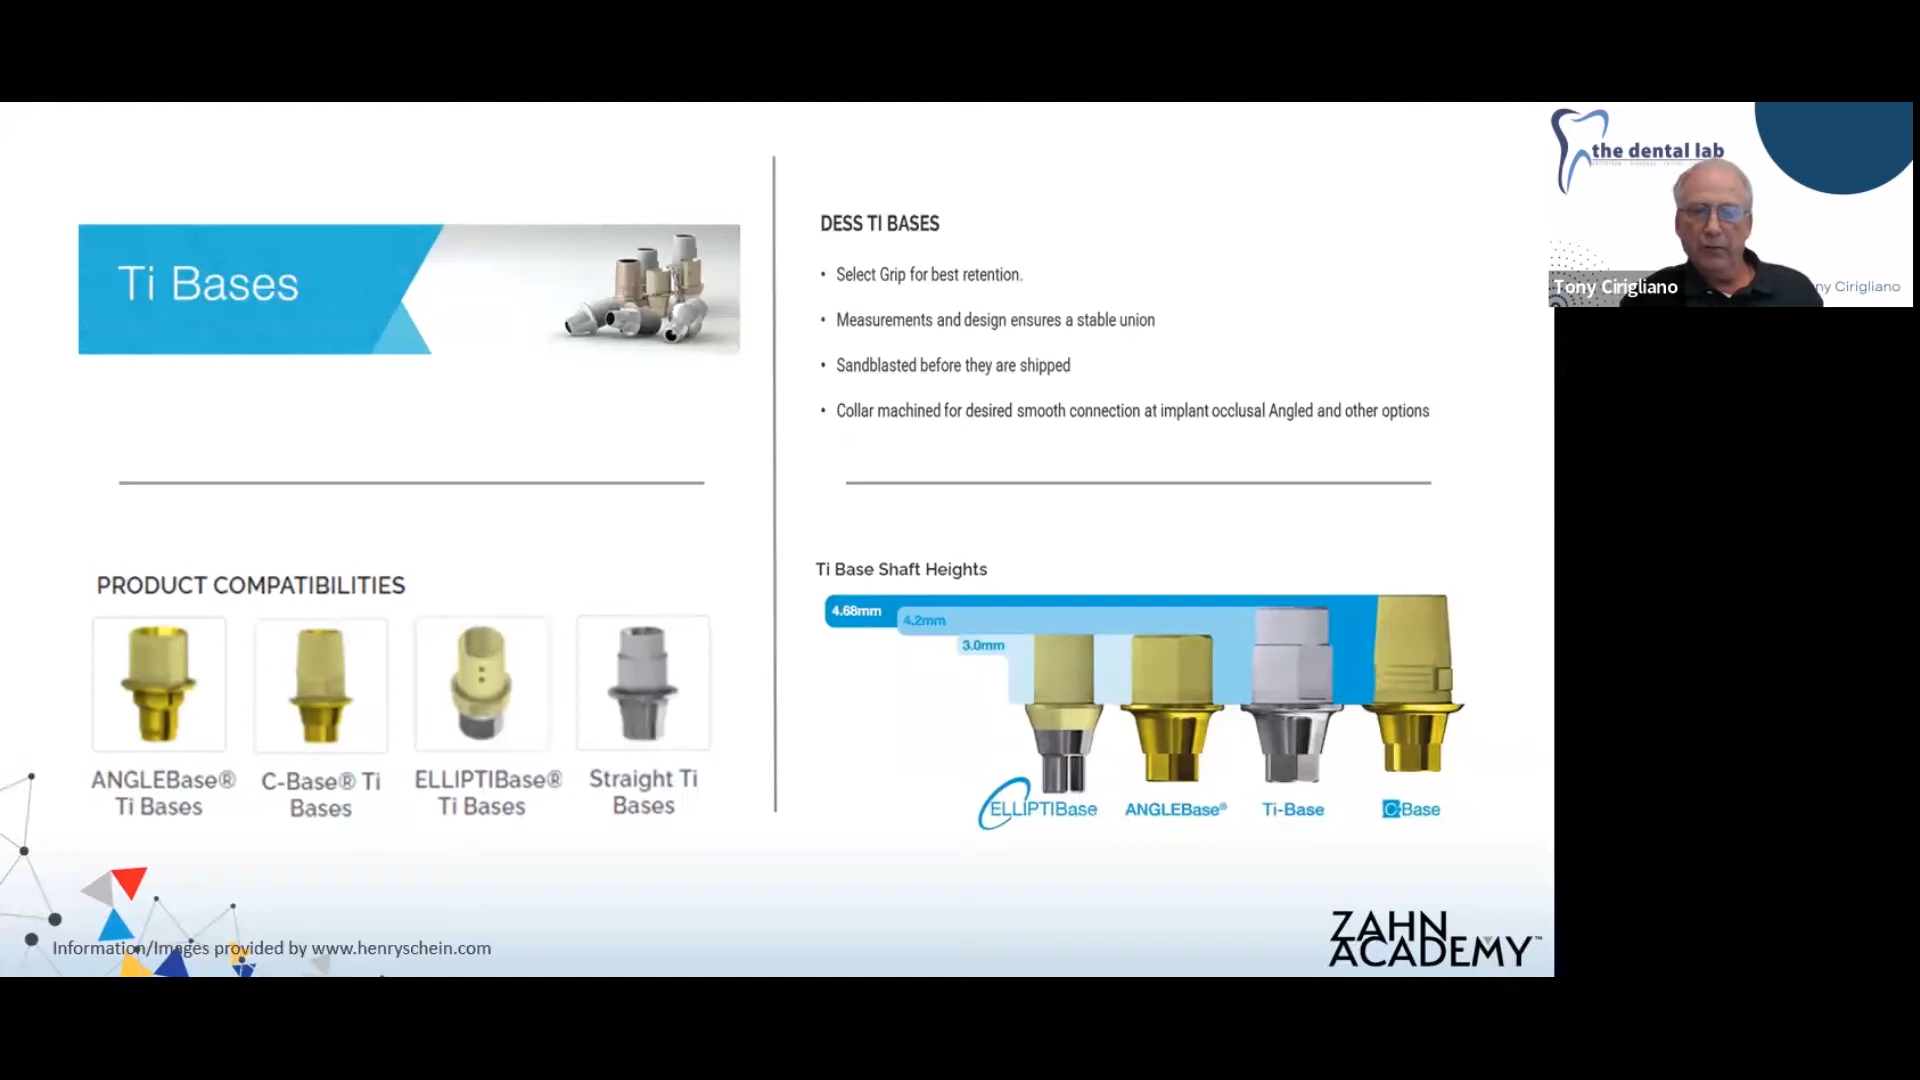 Ti Bases
PRODUCT COMPATIBILITIES
ANGLEBase®
Ti Bases
C-Base® Ti
Bases
ELLIPTIBase®
Ti Bases
Straight Ti
Bases
Information/Images provided by www.henryschein.com
DESS TI BASES
• Select Grip for best retention.
• Measurements and design ensures a stable union
• Sandblasted before they are shipped
• Collar machined for desired smooth connection at implant occlusal Angled and other options
Ti Base Shaft Heights
4.68mm
4.2mm
3.0mm
ELLIPTIBase
ANGLEBase®
Ti-Base
C-Base
ZAHN
ACADEMY™
the dental lab
Tony Cirigliano
ny Cirigliano